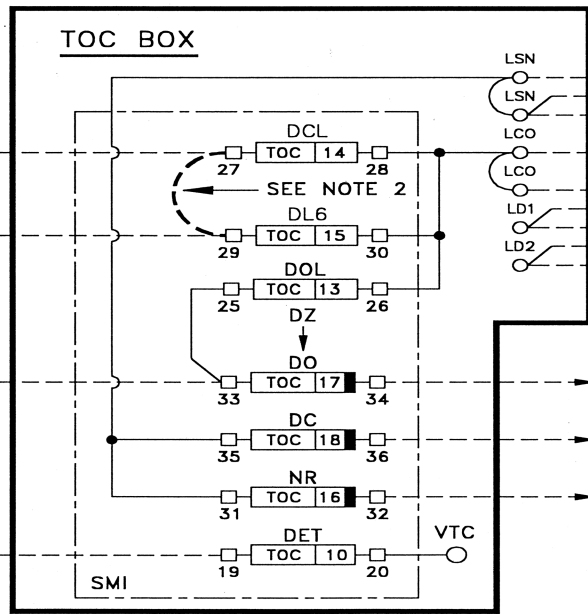 TOC BOX
LSN
LSN
DCL
LCO
27 TOC 14 28
LCO
SEE NOTE 2
DL6
LD1
29 TOC 15 30
LD2
DOL
25 TOC 13 26
DZ
DO
33 TOC 17 34
DC
35 TOC 18 36
NR
31 TOC 16 32
DET
VTC
19 TOC 10 20
SMI